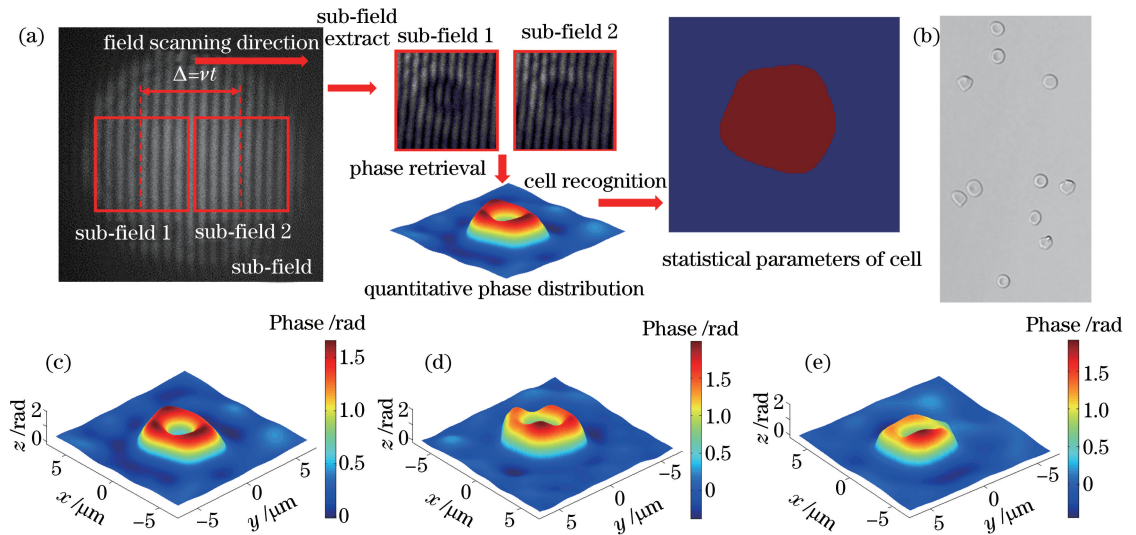 (a)
field scanning direction
Δ=vt
sub-field 1
sub-field 2
sub-field
sub-field
extract
sub-field 1
sub-field 2
phase retrieval
quantitative phase distribution
cell recognition
statistical parameters of cell
(b)
(c)
Phase /rad
1.5
1.0
0.5
0
z/rad
2
0
5
0
-5
x/μm
-5
0
5
y/μm
(d)
Phase /rad
1.5
1.0
0.5
0
z/rad
2
0
-5
0
5
x/μm
5
0
-5
y/μm
(e)
Phase /rad
1.5
1.0
0.5
0
z/rad
2
0
-5
0
5
x/μm
5
0
-5
y/μm